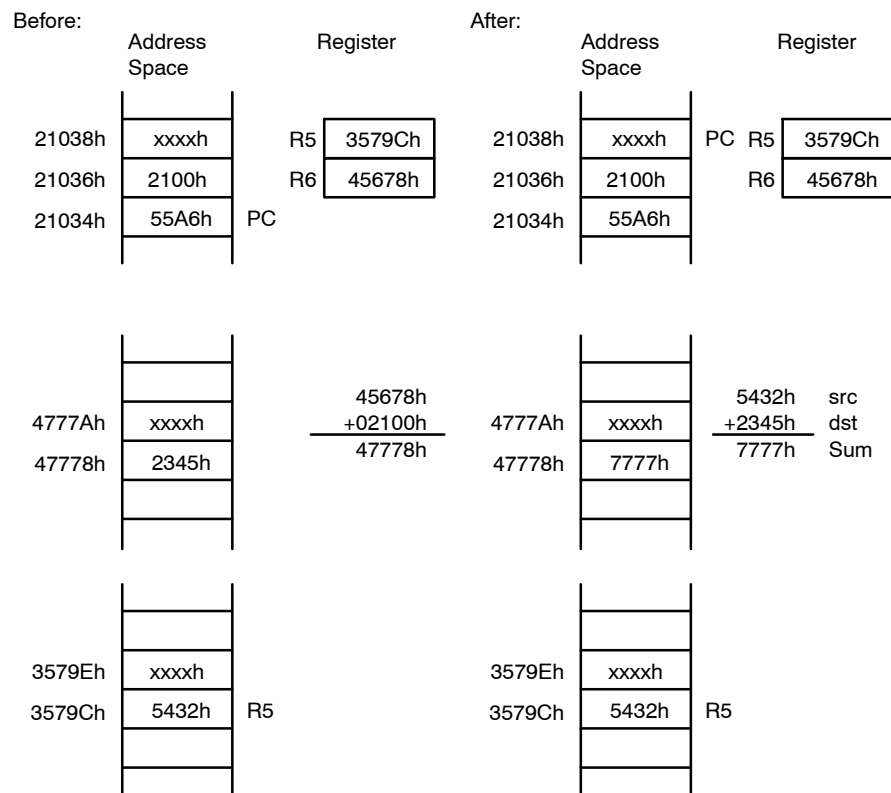 Before:
Address Space
Register
21038h xxxxh R5 3579Ch
21036h 2100h R6 45678h
21034h 55A6h PC
45678h
4777Ah xxxxh +02100h
47778h 2345h 47778h
3579Eh xxxxh
3579Ch 5432h R5
After:
Address Space
Register
21038h xxxxh PC R5 3579Ch
21036h 2100h R6 45678h
21034h 55A6h
5432h src
4777Ah xxxxh +2345h dst
47778h 7777h 7777h Sum
3579Eh xxxxh
3579Ch 5432h R5